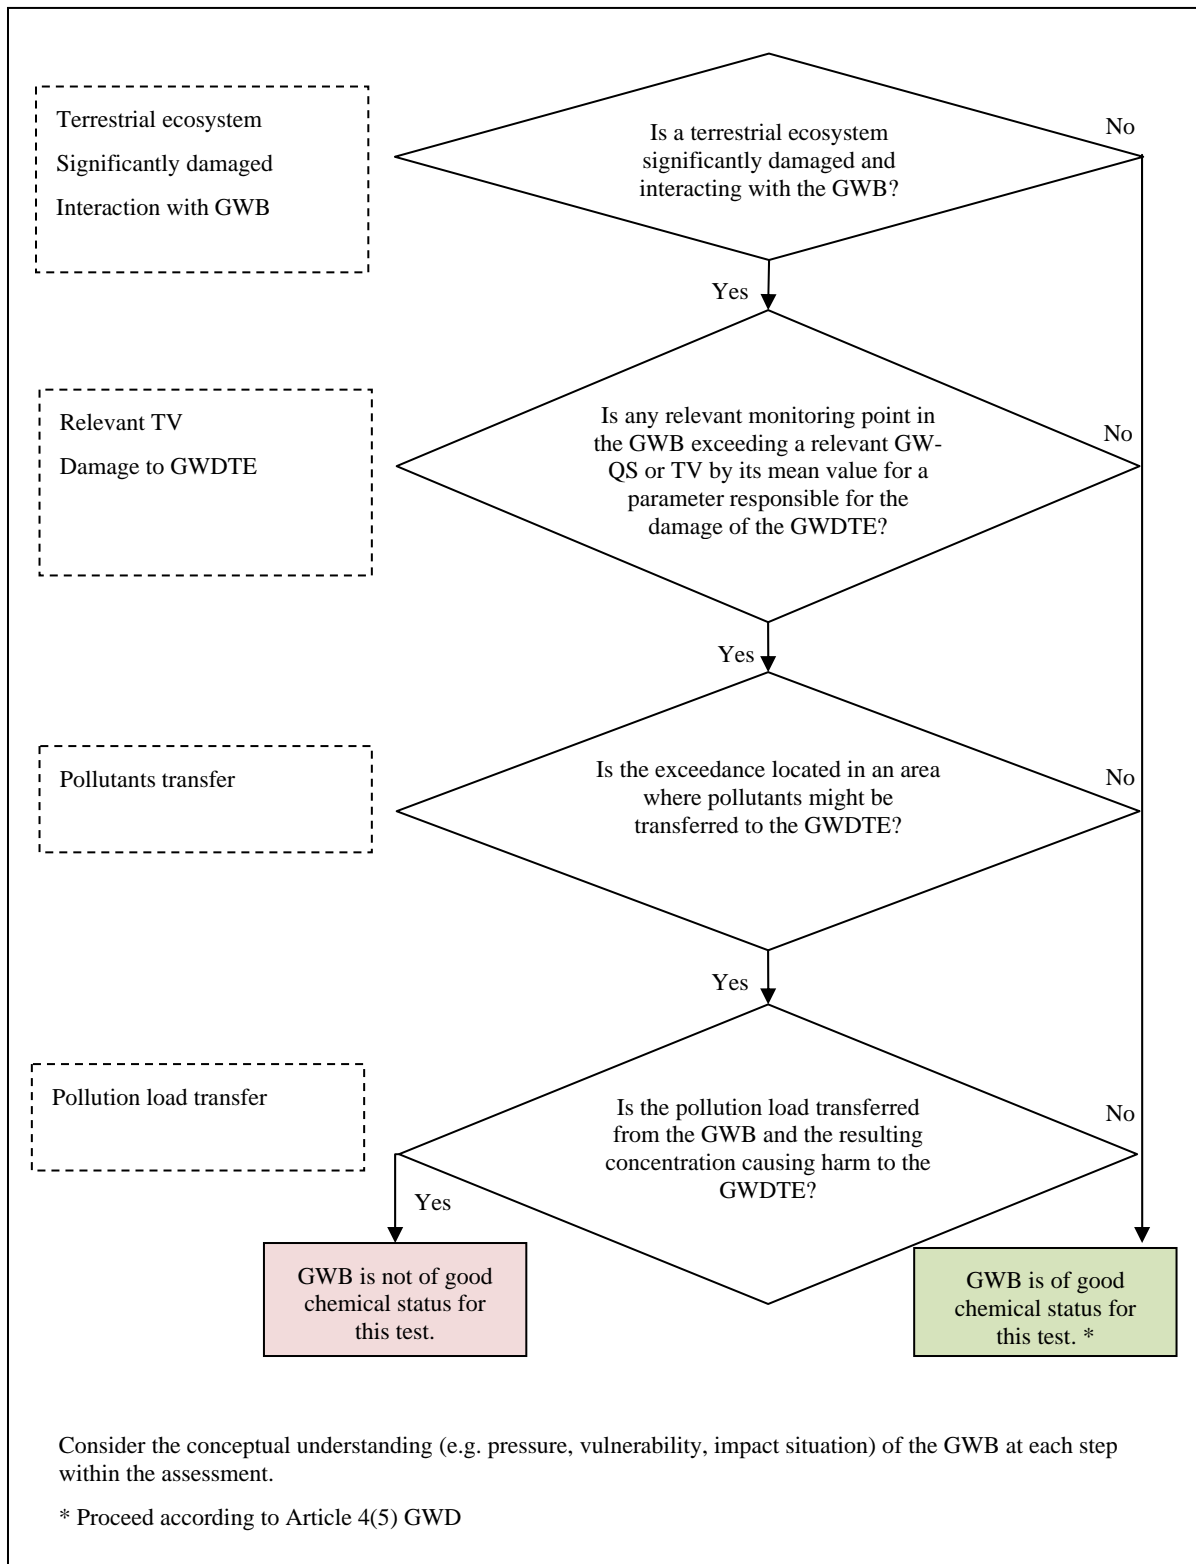 Terrestrial ecosystem
Significantly damaged
Interaction with GWB
Is a terrestrial ecosystem
significantly damaged and
interacting with the GWB?
No
Yes
Relevant TV
Damage to GWDTE
Is any relevant monitoring point in
the GWB exceeding a relevant GW-
QS or TV by its mean value for a
parameter responsible for the
damage of the GWDTE?
No
Yes
Pollutants transfer
Is the exceedance located in an area
where pollutants might be
transferred to the GWDTE?
No
Yes
Pollution load transfer
Is the pollution load transferred
from the GWB and the resulting
concentration causing harm to the
GWDTE?
No
Yes
GWB is not of good
chemical status for
this test.
GWB is of good
chemical status for
this test. *
Consider the conceptual understanding (e.g. pressure, vulnerability, impact situation) of the GWB at each step
within the assessment.
* Proceed according to Article 4(5) GWD